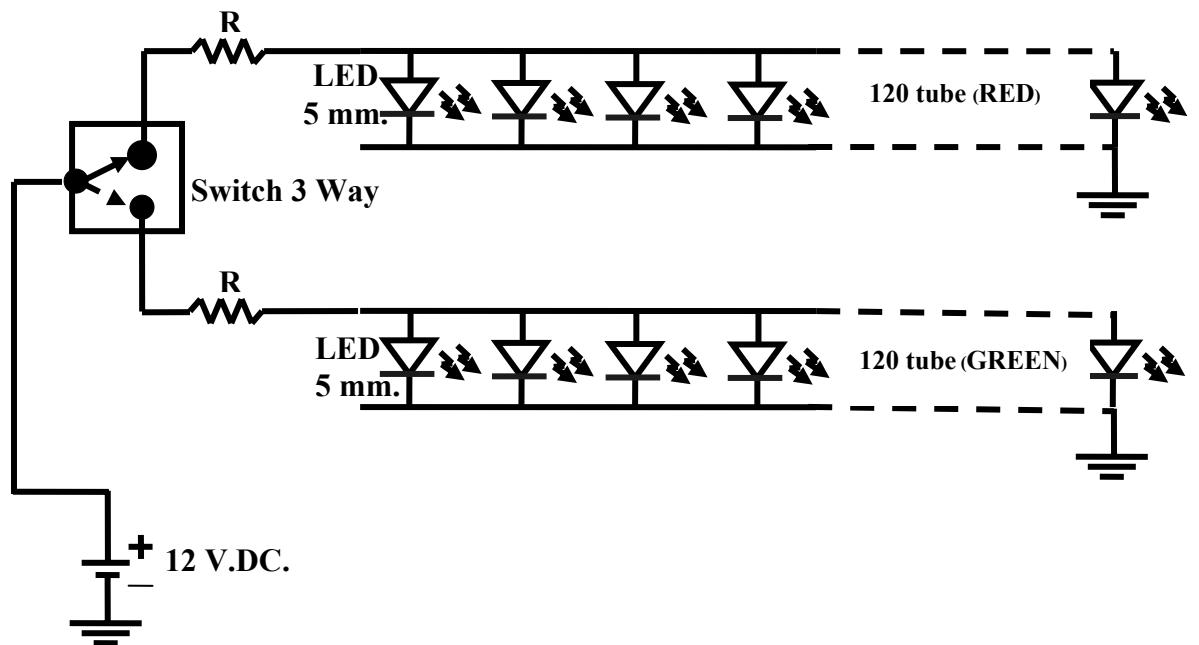 R
LED
5 mm.
120 tube (RED)
Switch 3 Way
R
LED
5 mm.
120 tube (GREEN)
+
12 V.DC.
_